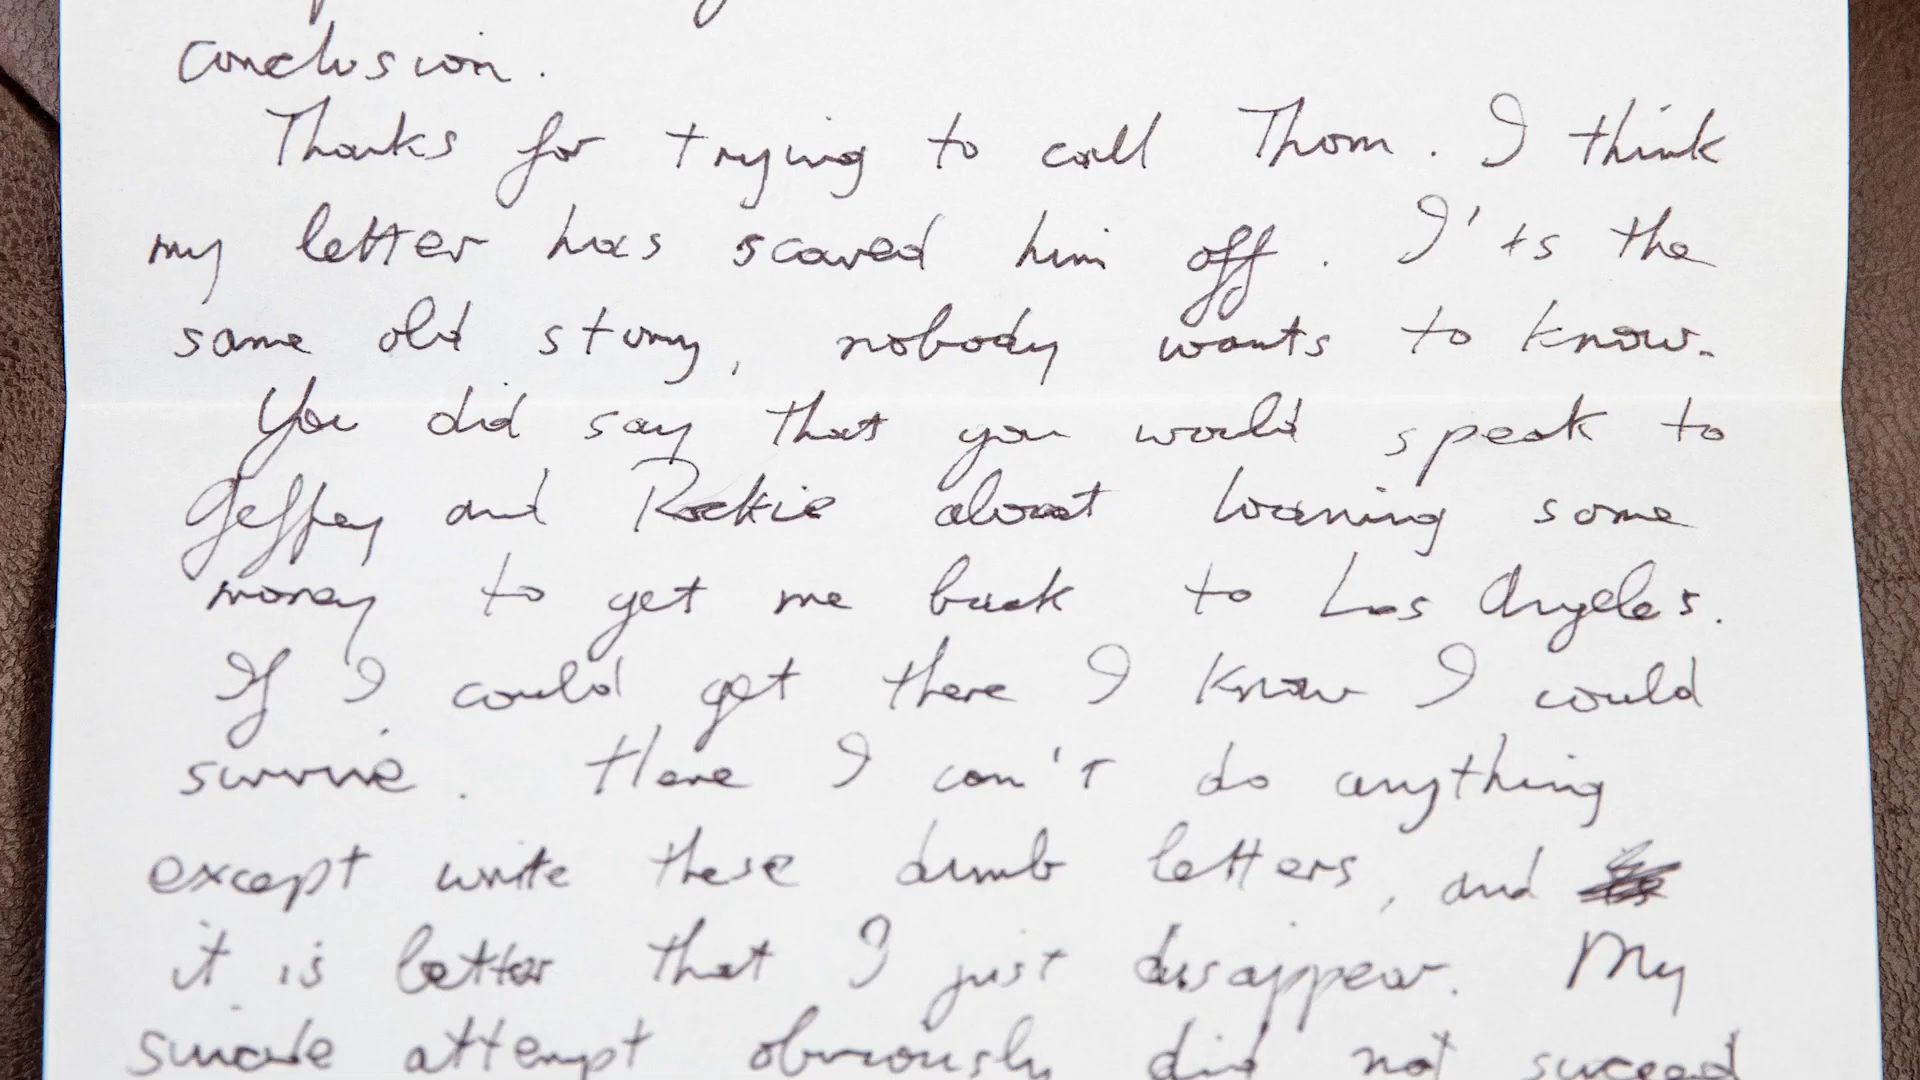 conclusion.
Thanks for trying to call Thom. I think
my letter has scared him off. I'ts the
same old story, nobody wants to know.
You did say that you would speak to
Geffrey and Rockie about loaning some
money to get me back to Los Angeles.
If I could get there I know I could
survive. Here I can't do anything
except write these dumb letters, and
it is better that I just disappear. My
suicide attempt obviously did not succeed